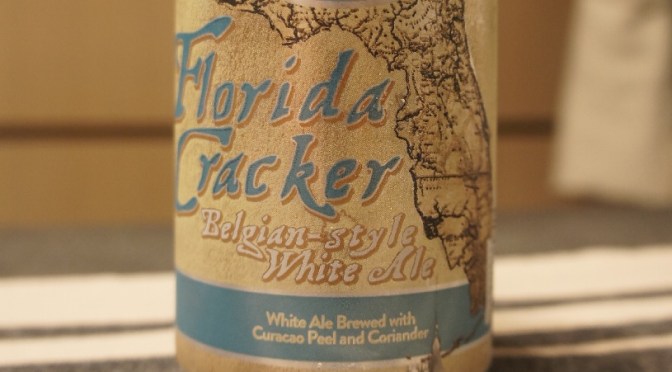 Florida
Cracker
Belgian-style
White Ale
White Ale Brewed with
Curacao Peel and Coriander